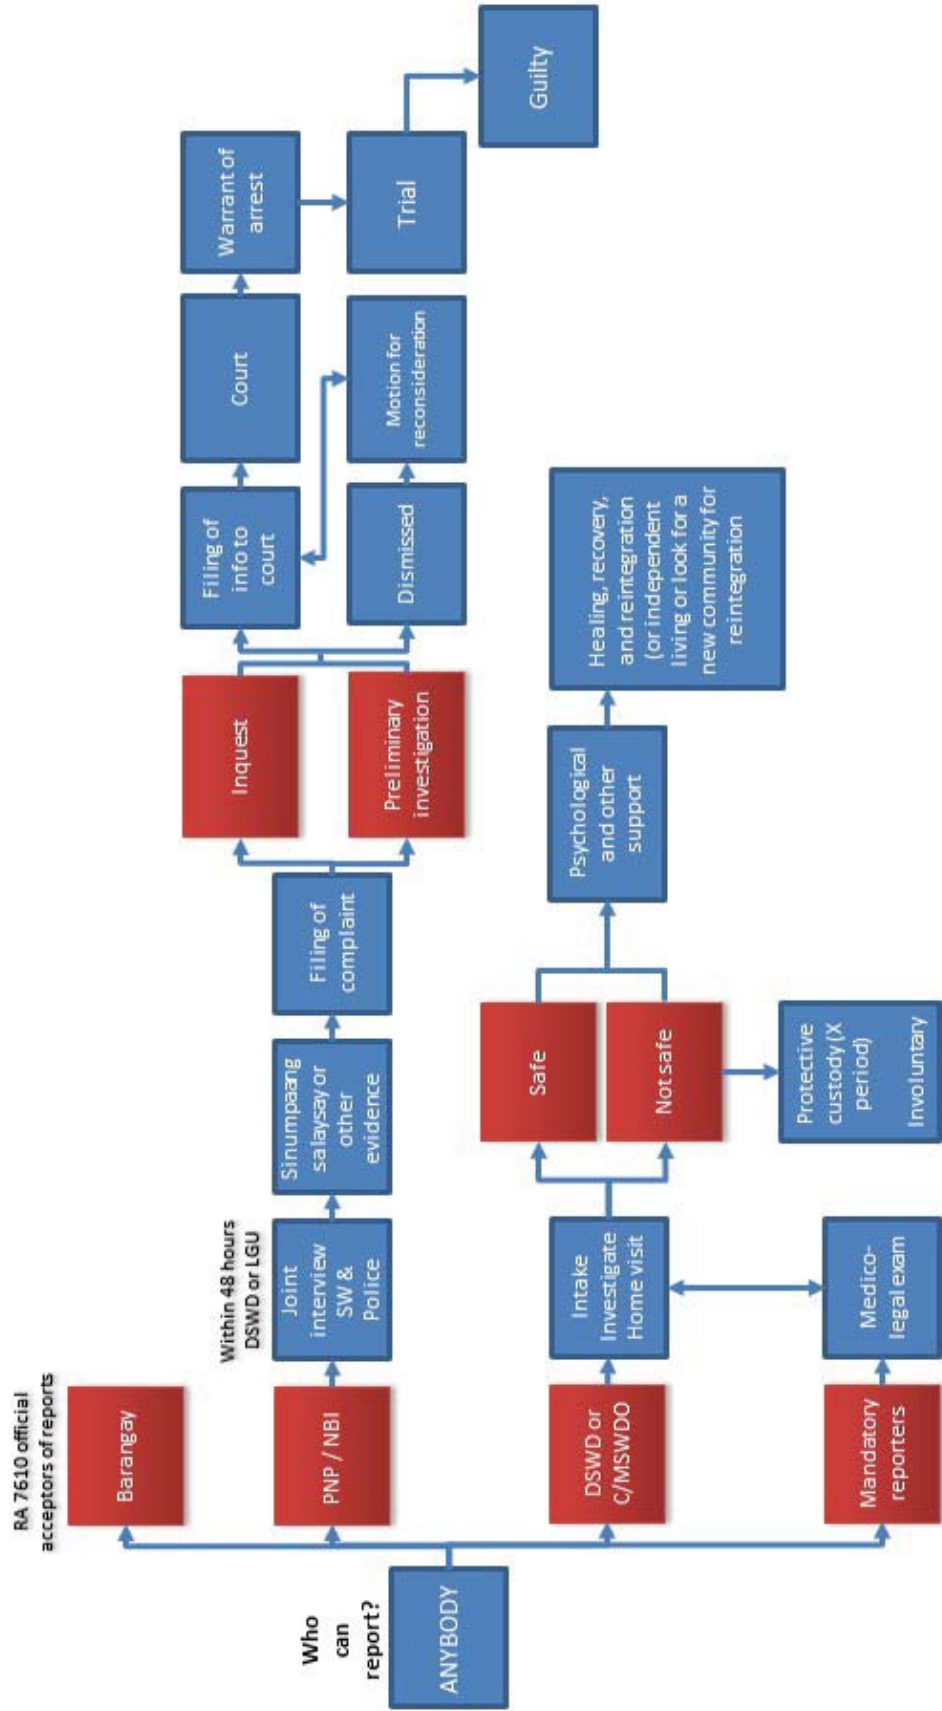 Who
can
report?
ANYBODY
RA 7610 official
acceptors of reports
Barangay
PNP / NBI
DSWD or
C/MSWDO
Mandatory
reporters
Within 48 hours
DSWD or LGU
Joint
interview
SW &
Police
Sinumpaang
salaysay or
other
evidence
Filing of
complaint
Inquest
Preliminary
investigation
Filing of
info to
court
Dismissed
Court
Motion for
reconsideration
Warrant of
arrest
Trial
Guilty
Intake
Investigate
Home visit
Medico-
legal exam
Safe
Not safe
Protective
custody (X
period)
Involuntary
Psychological
and other
support
Healing, recovery,
and reintegration
(or independent
living or look for a
new community for
reintegration